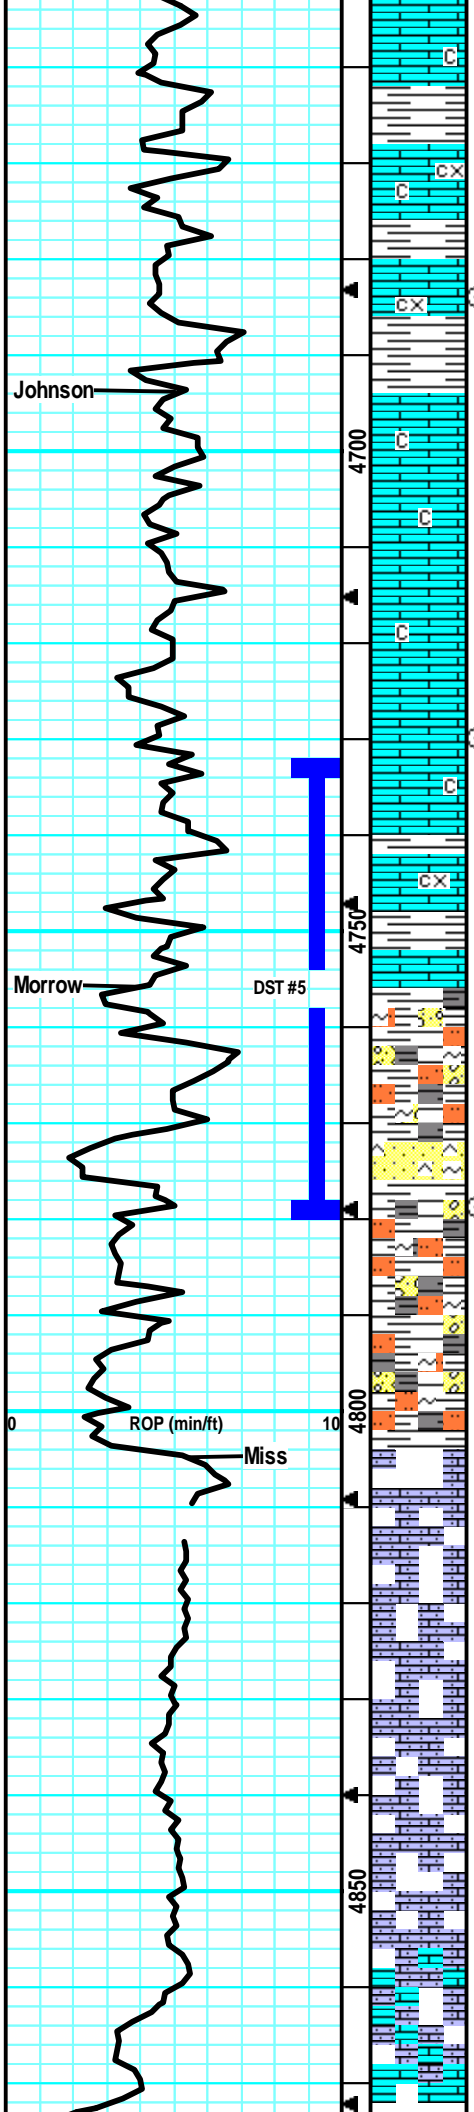 C
CX
C
CX
Johnson
C
4700
C
C
C
CX
4750
Morrow
DST #5
0 ROP (min/ft) 10
4800
Miss
4850